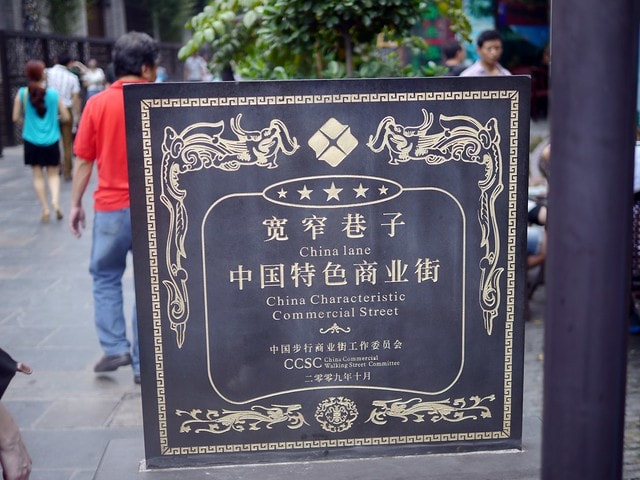 宽窄巷子
China lane
中国特色商业街
China Characteristic
Commercial Street
中国步行商业街工作委员会
CCSC China Commercial
Walking Street Committee
二零零九年十月